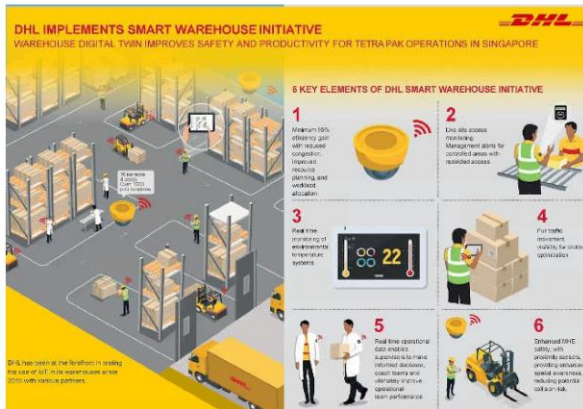 DHL IMPLEMENTS SMART WAREHOUSE INITIATIVE
WAREHOUSE DIGITAL TWIN IMPROVES SAFETY AND PRODUCTIVITY FOR TETRA PAK OPERATIONS IN SINGAPORE
DHL
6 KEY ELEMENTS OF DHL SMART WAREHOUSE INITIATIVE
1
Minimum 16%
efficiency gain
with reduced
congestion,
improved
resource
planning, and
workload
allocation
2
Live site access
monitoring
Management alerts for
controlled areas with
restricted access
3
Real time
monitoring of
environmental
temperature
systems
22
4
Full traffic
movement
visibility for
optimization
5
Real time operational
data enables
supervisors to make
informed decisions,
coach teams and
ultimately improve
operational
team performance
6
Enhanced MHE
safety, with
proximity sensors,
providing enhanced
spatial awareness,
reducing potential
collision risk.
DHL has been at the forefront in testing
the use of IoT in its warehouses since
2015 with various partners.
DHL